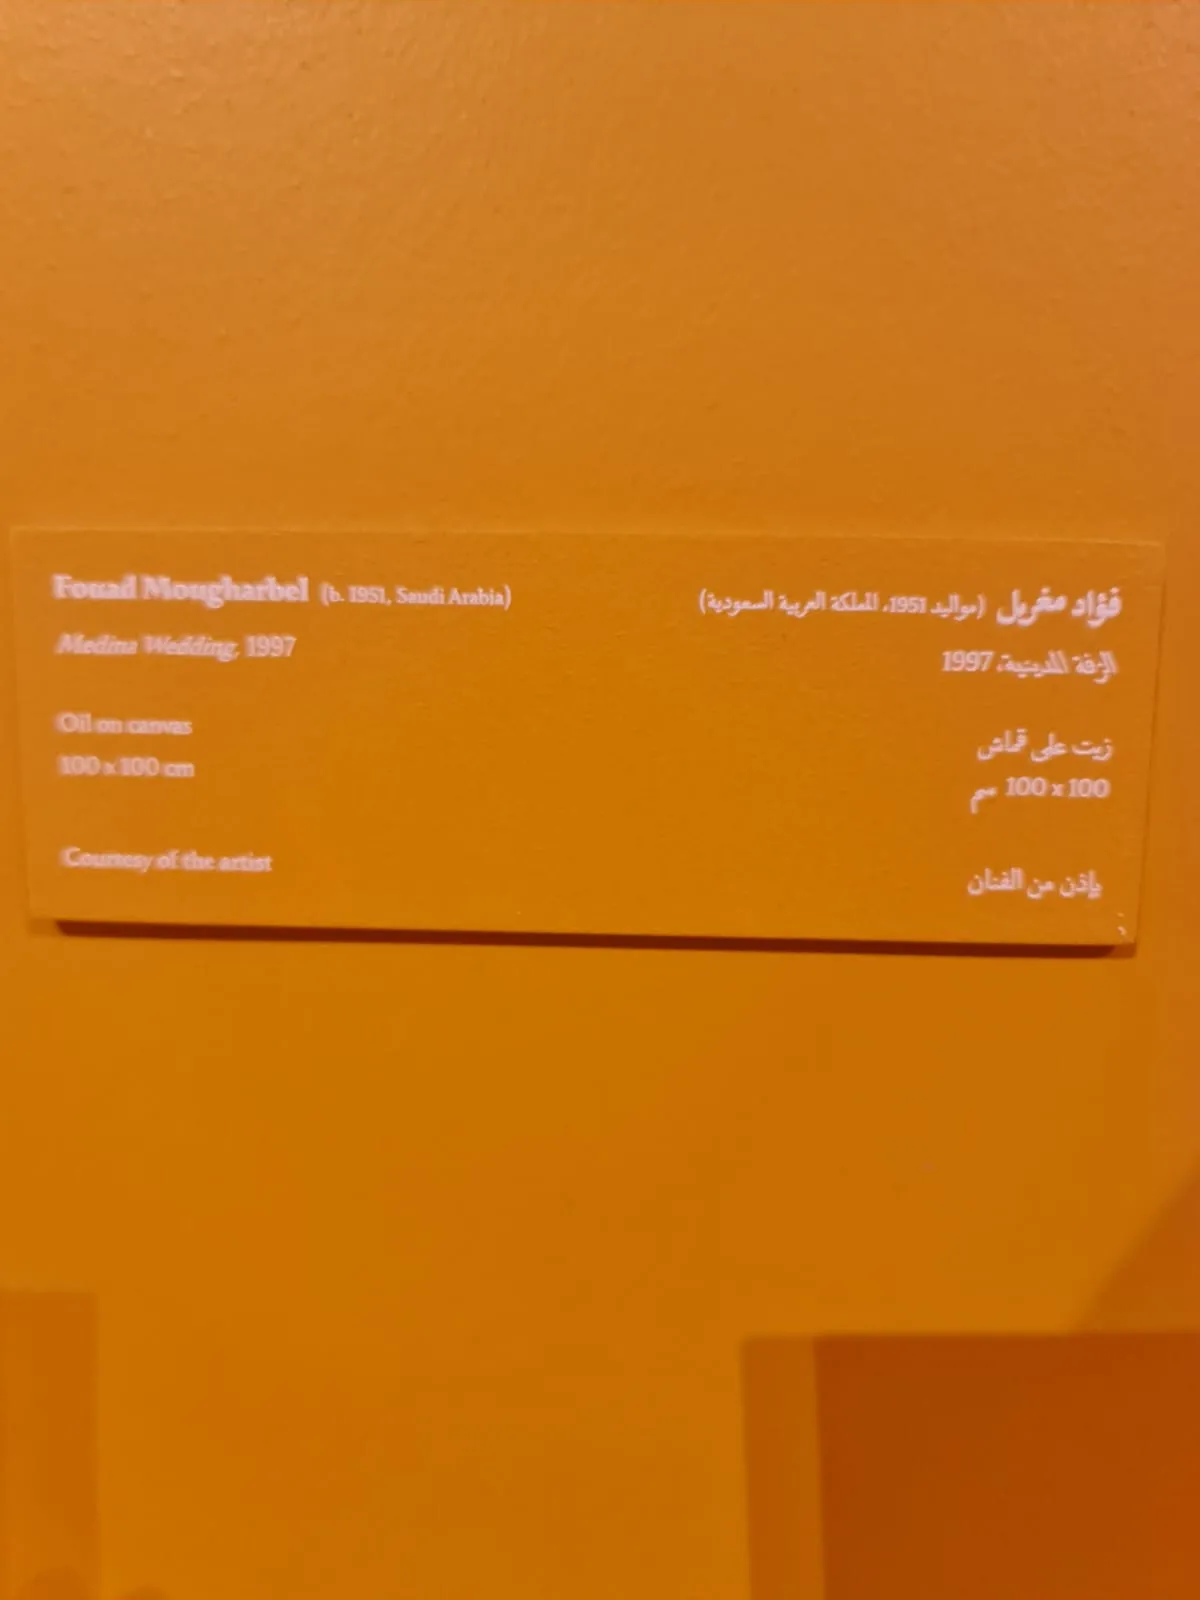 Fouad Mougharbel (b. 1951, Saudi Arabia)
Medina Wedding, 1997
Oil on canvas
100 x 100 cm
Courtesy of the artist
فؤاد مغربل (مواليد 1951، المملكة العربية السعودية)
الزفة المدينية، 1997
زيت على قماش
100 x 100 سم
بإذن من الفنان